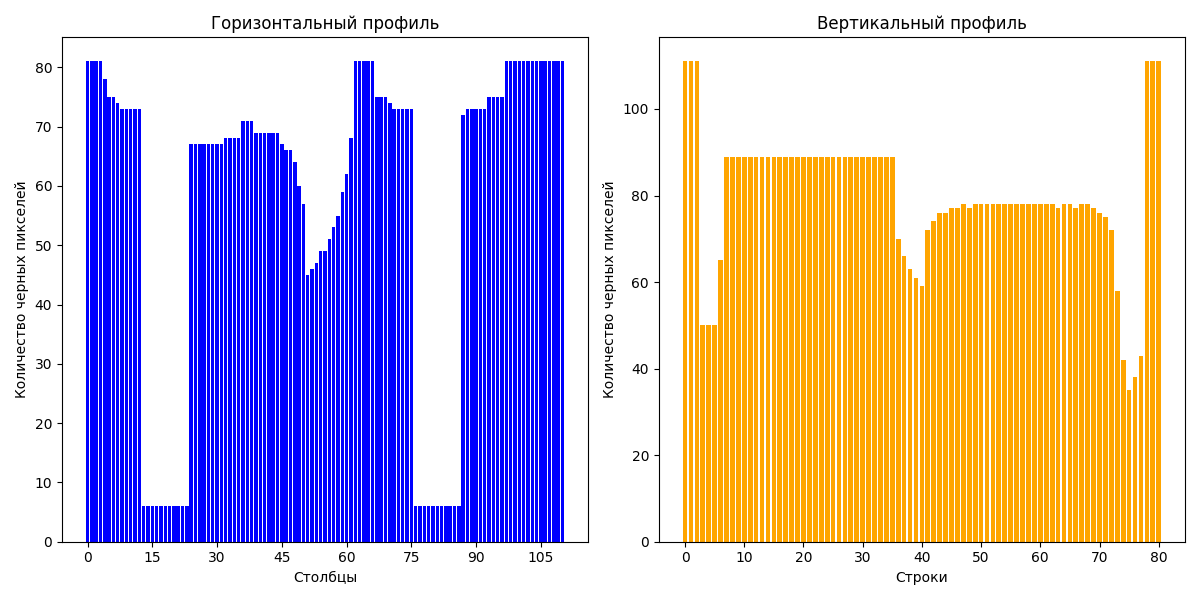 Горизонтальный профиль
Количество черных пикселей
80
70
60
50
40
30
20
10
0
0 15 30 45 60 75 90 105
Столбцы
Вертикальный профиль
Количество черных пикселей
100
80
60
40
20
0
0 10 20 30 40 50 60 70 80
Строки